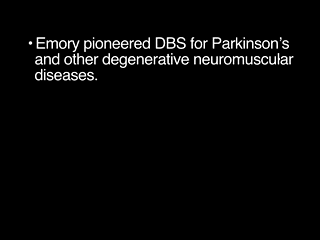 • Emory pioneered DBS for Parkinson’s
and other degenerative neuromuscular
diseases.